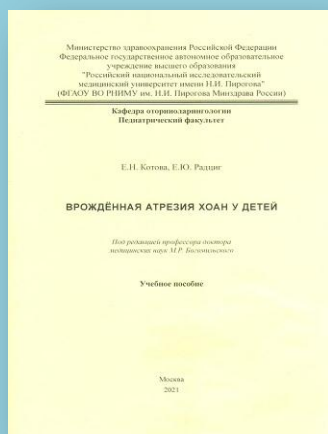 Министерство здравоохранения Российской Федерации
Федеральное государственное автономное образовательное
учреждение высшего образования
"Российский национальный исследовательский
медицинский университет имени Н.И. Пирогова"
(ФГАОУ ВО РНИМУ им. Н.И. Пирогова Минздрава России)
Кафедра оториноларингологии
Педиатрический факультет
Е.Н. Котова, Е.Ю. Радциг
ВРОЖДЁННАЯ АТРЕЗИЯ ХОАН У ДЕТЕЙ
Под редакцией профессора доктора
медицинских наук М.Р. Богомильского
Учебное пособие
Москва
2021